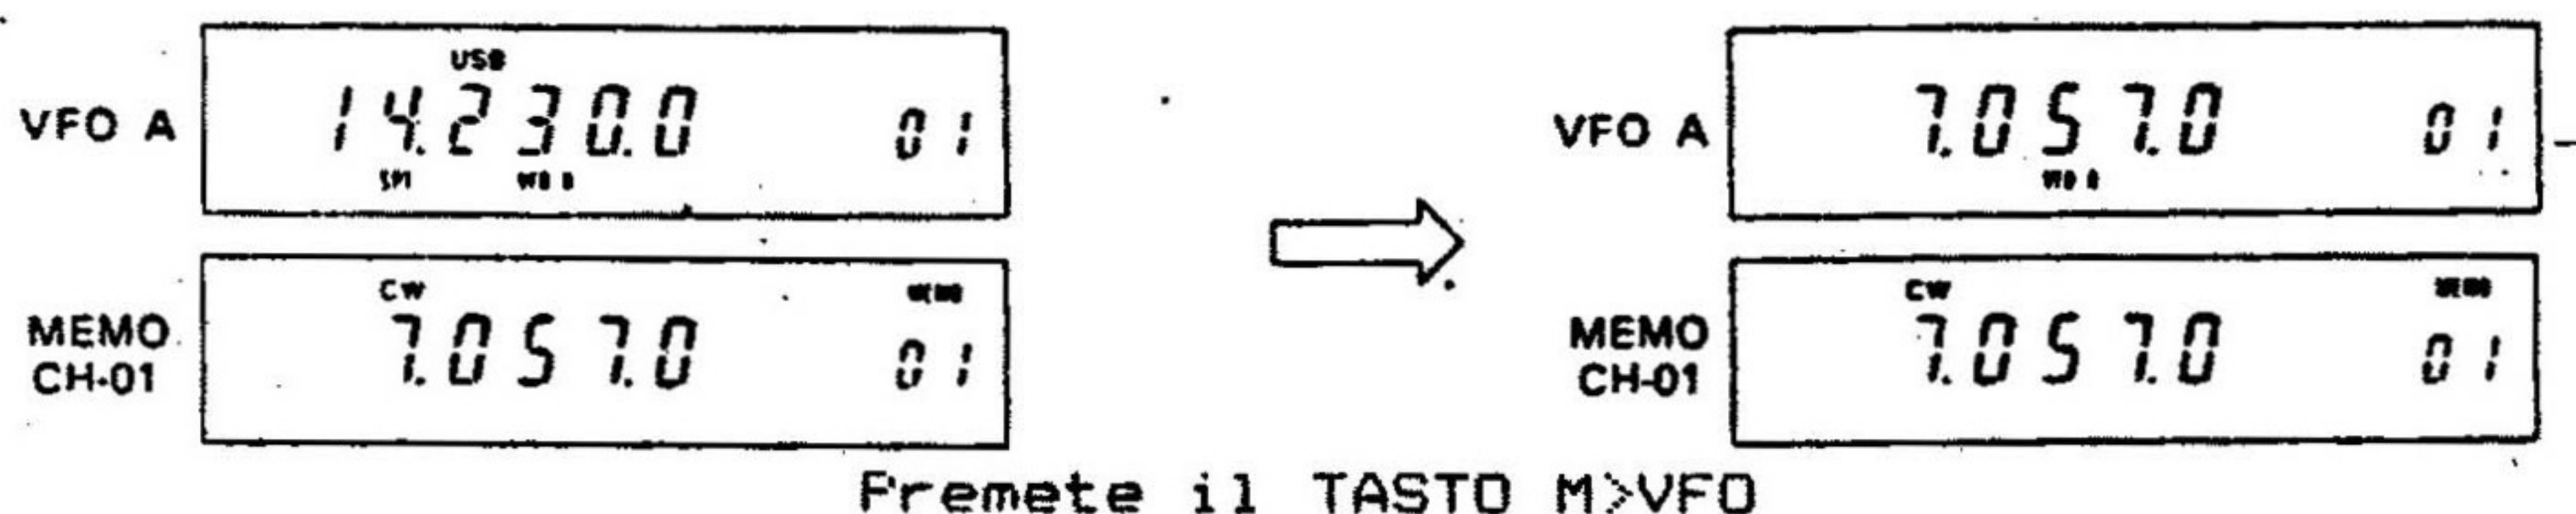 USB
VFO A 14.230.0 01
CW
MEMO 7.057.0
CH-01 01
VFO A 7.057.0 01
CW
MEMO 7.057.0
CH-01 01
Premete il TASTO M>VFO